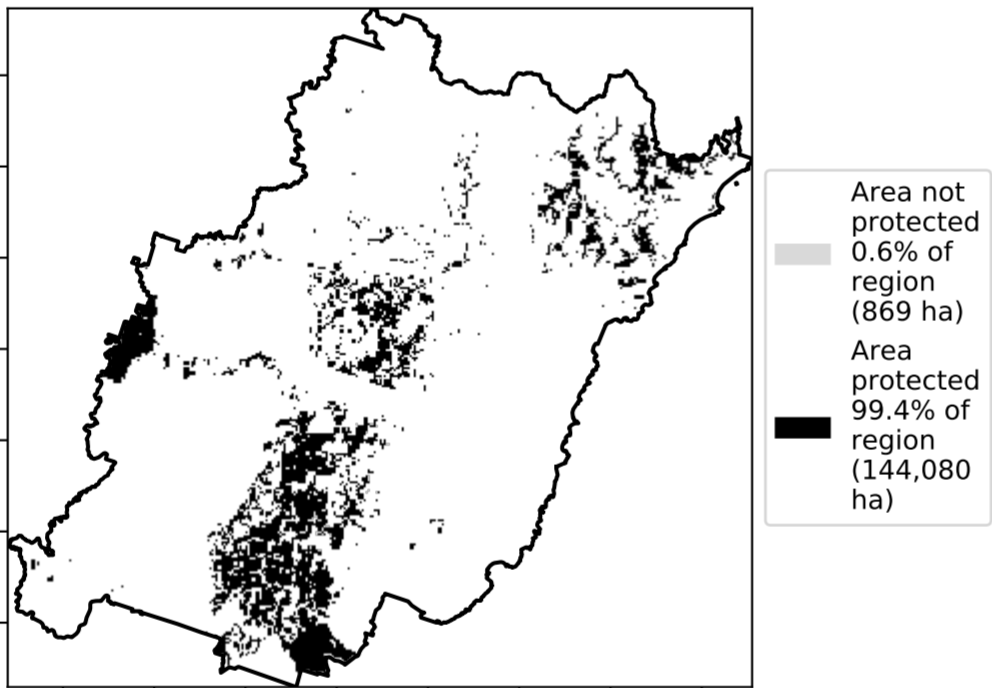 Area not
protected
0.6% of
region
(869 ha)
Area
protected
99.4% of
region
(144,080
ha)